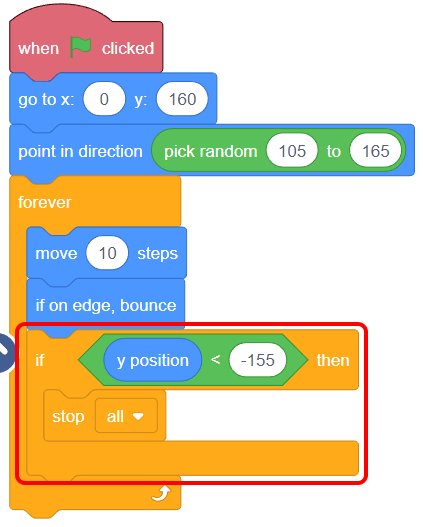 when clicked
go to x: 0 y: 160
point in direction pick random 105 to 165
forever
move 10 steps
if on edge, bounce
if y position < -155 then
stop all